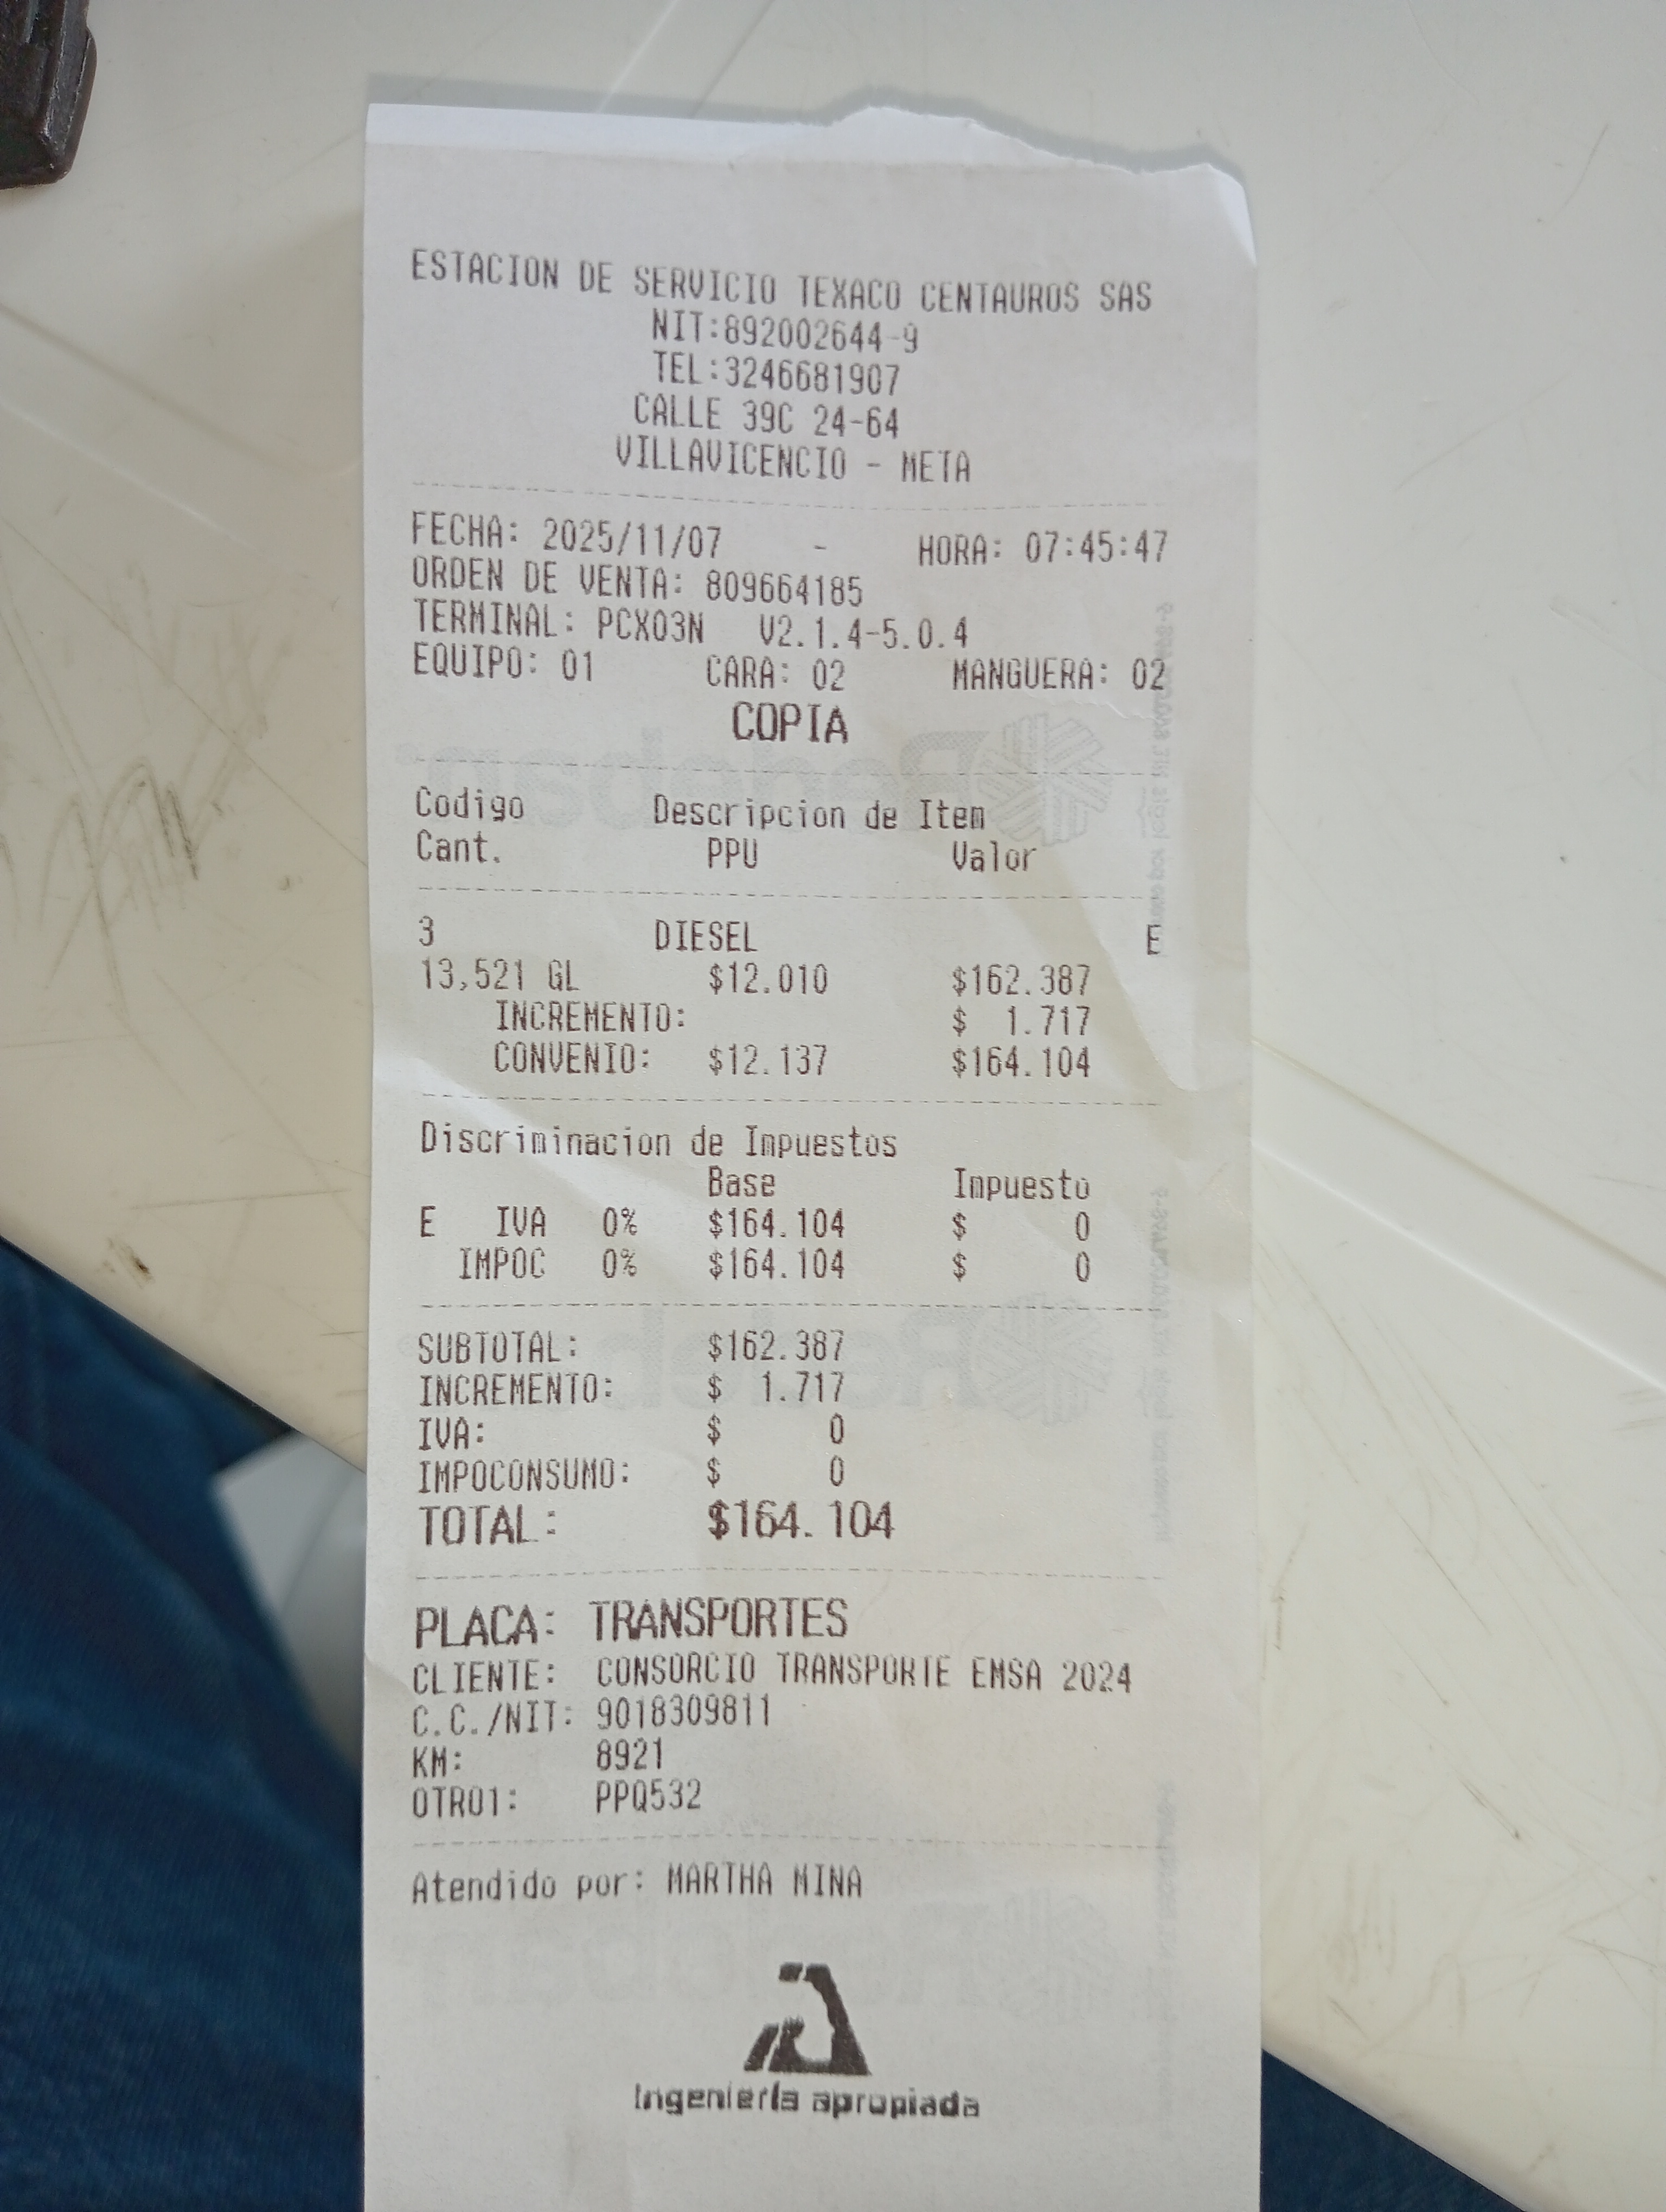 ESTACION DE SERVICIO TEXACO CENTAUROS SAS
NIT:892002644-9
TEL:3246681907
CALLE 39C 24-64
VILLAVICENCIO - META
FECHA: 2025/11/07 - HORA: 07:45:47
ORDEN DE VENTA: 809664185
TERMINAL: PCX03N V2.1.4-5.0.4
EQUIPO: 01 CARA: 02 MANGUERA: 02
COPIA
Codigo Descripcion de Item
Cant. PPU Valor
3 DIESEL E
13,521 GL $12.010 $162.387
INCREMENTO: $ 1.717
CONVENIO: $12.137 $164.104
Discriminacion de Impuestos
Base Impuesto
E IVA 0% $164.104 $ 0
IMPOC 0% $164.104 $ 0
SUBTOTAL: $162.387
INCREMENTO: $ 1.717
IVA: $ 0
IMPOCONSUMO: $ 0
TOTAL: $164.104
PLACA: TRANSPORTES
CLIENTE: CONSORCIO TRANSPORTE EMSA 2024
C.C./NIT: 9018309811
KM: 8921
OTRO1: PPQ532
Atendido por: MARTHA MINA
Ingeniería apropiada